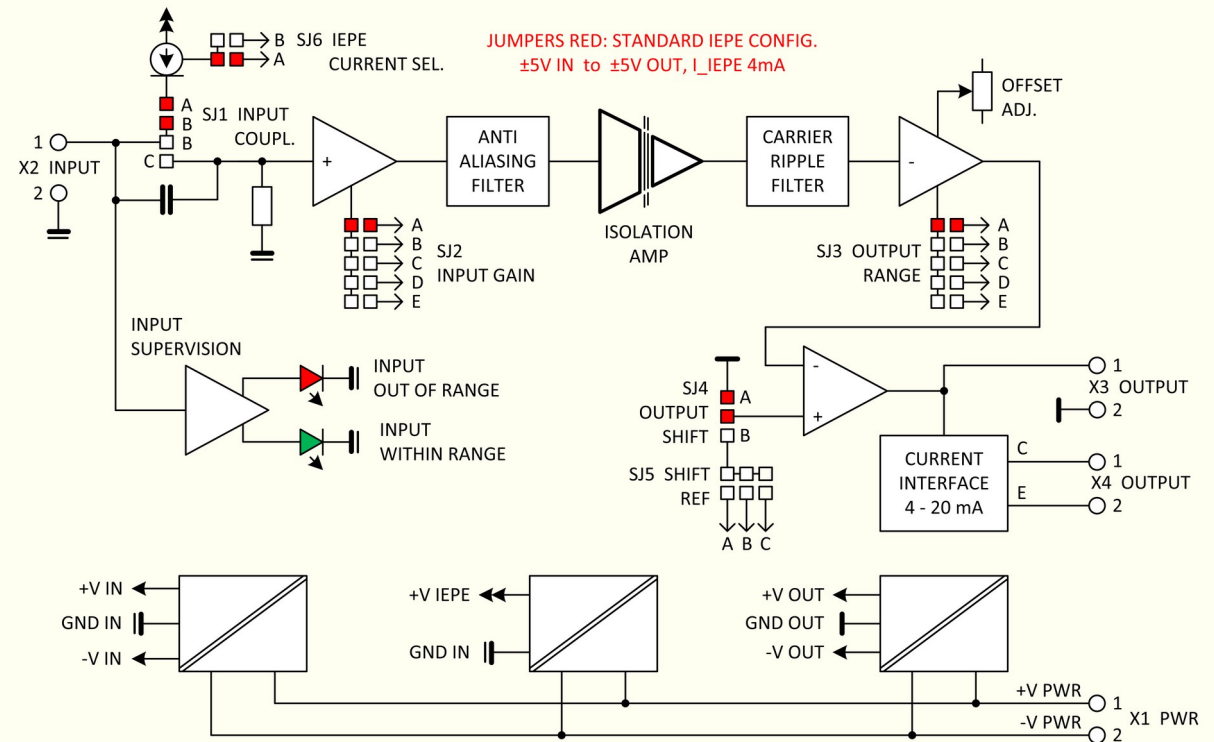 B SJ6 IEPE
A CURRENT SEL.
JUMPERS RED: STANDARD IEPE CONFIG.
±5V IN to ±5V OUT, I_IEPE 4mA
A
B
B
C
SJ1 INPUT
COUPL.
1
X2 INPUT
2
+
ANTI
ALIASING
FILTER
ISOLATION
AMP
CARRIER
RIPPLE
FILTER
-
OFFSET
ADJ.
A
B
C
D
E
SJ2
INPUT GAIN
SJ3 OUTPUT
RANGE
A
B
C
D
E
INPUT
SUPERVISION
INPUT
OUT OF RANGE
INPUT
WITHIN RANGE
SJ4
OUTPUT
SHIFT
A
B
SJ5 SHIFT
REF
A B C
-
+
1
X3 OUTPUT
2
CURRENT
INTERFACE
4 - 20 mA
C
E
1
X4 OUTPUT
2
+V IN
GND IN
-V IN
+V IEPE
GND IN
+V OUT
GND OUT
-V OUT
+V PWR
-V PWR
1
X1 PWR
2